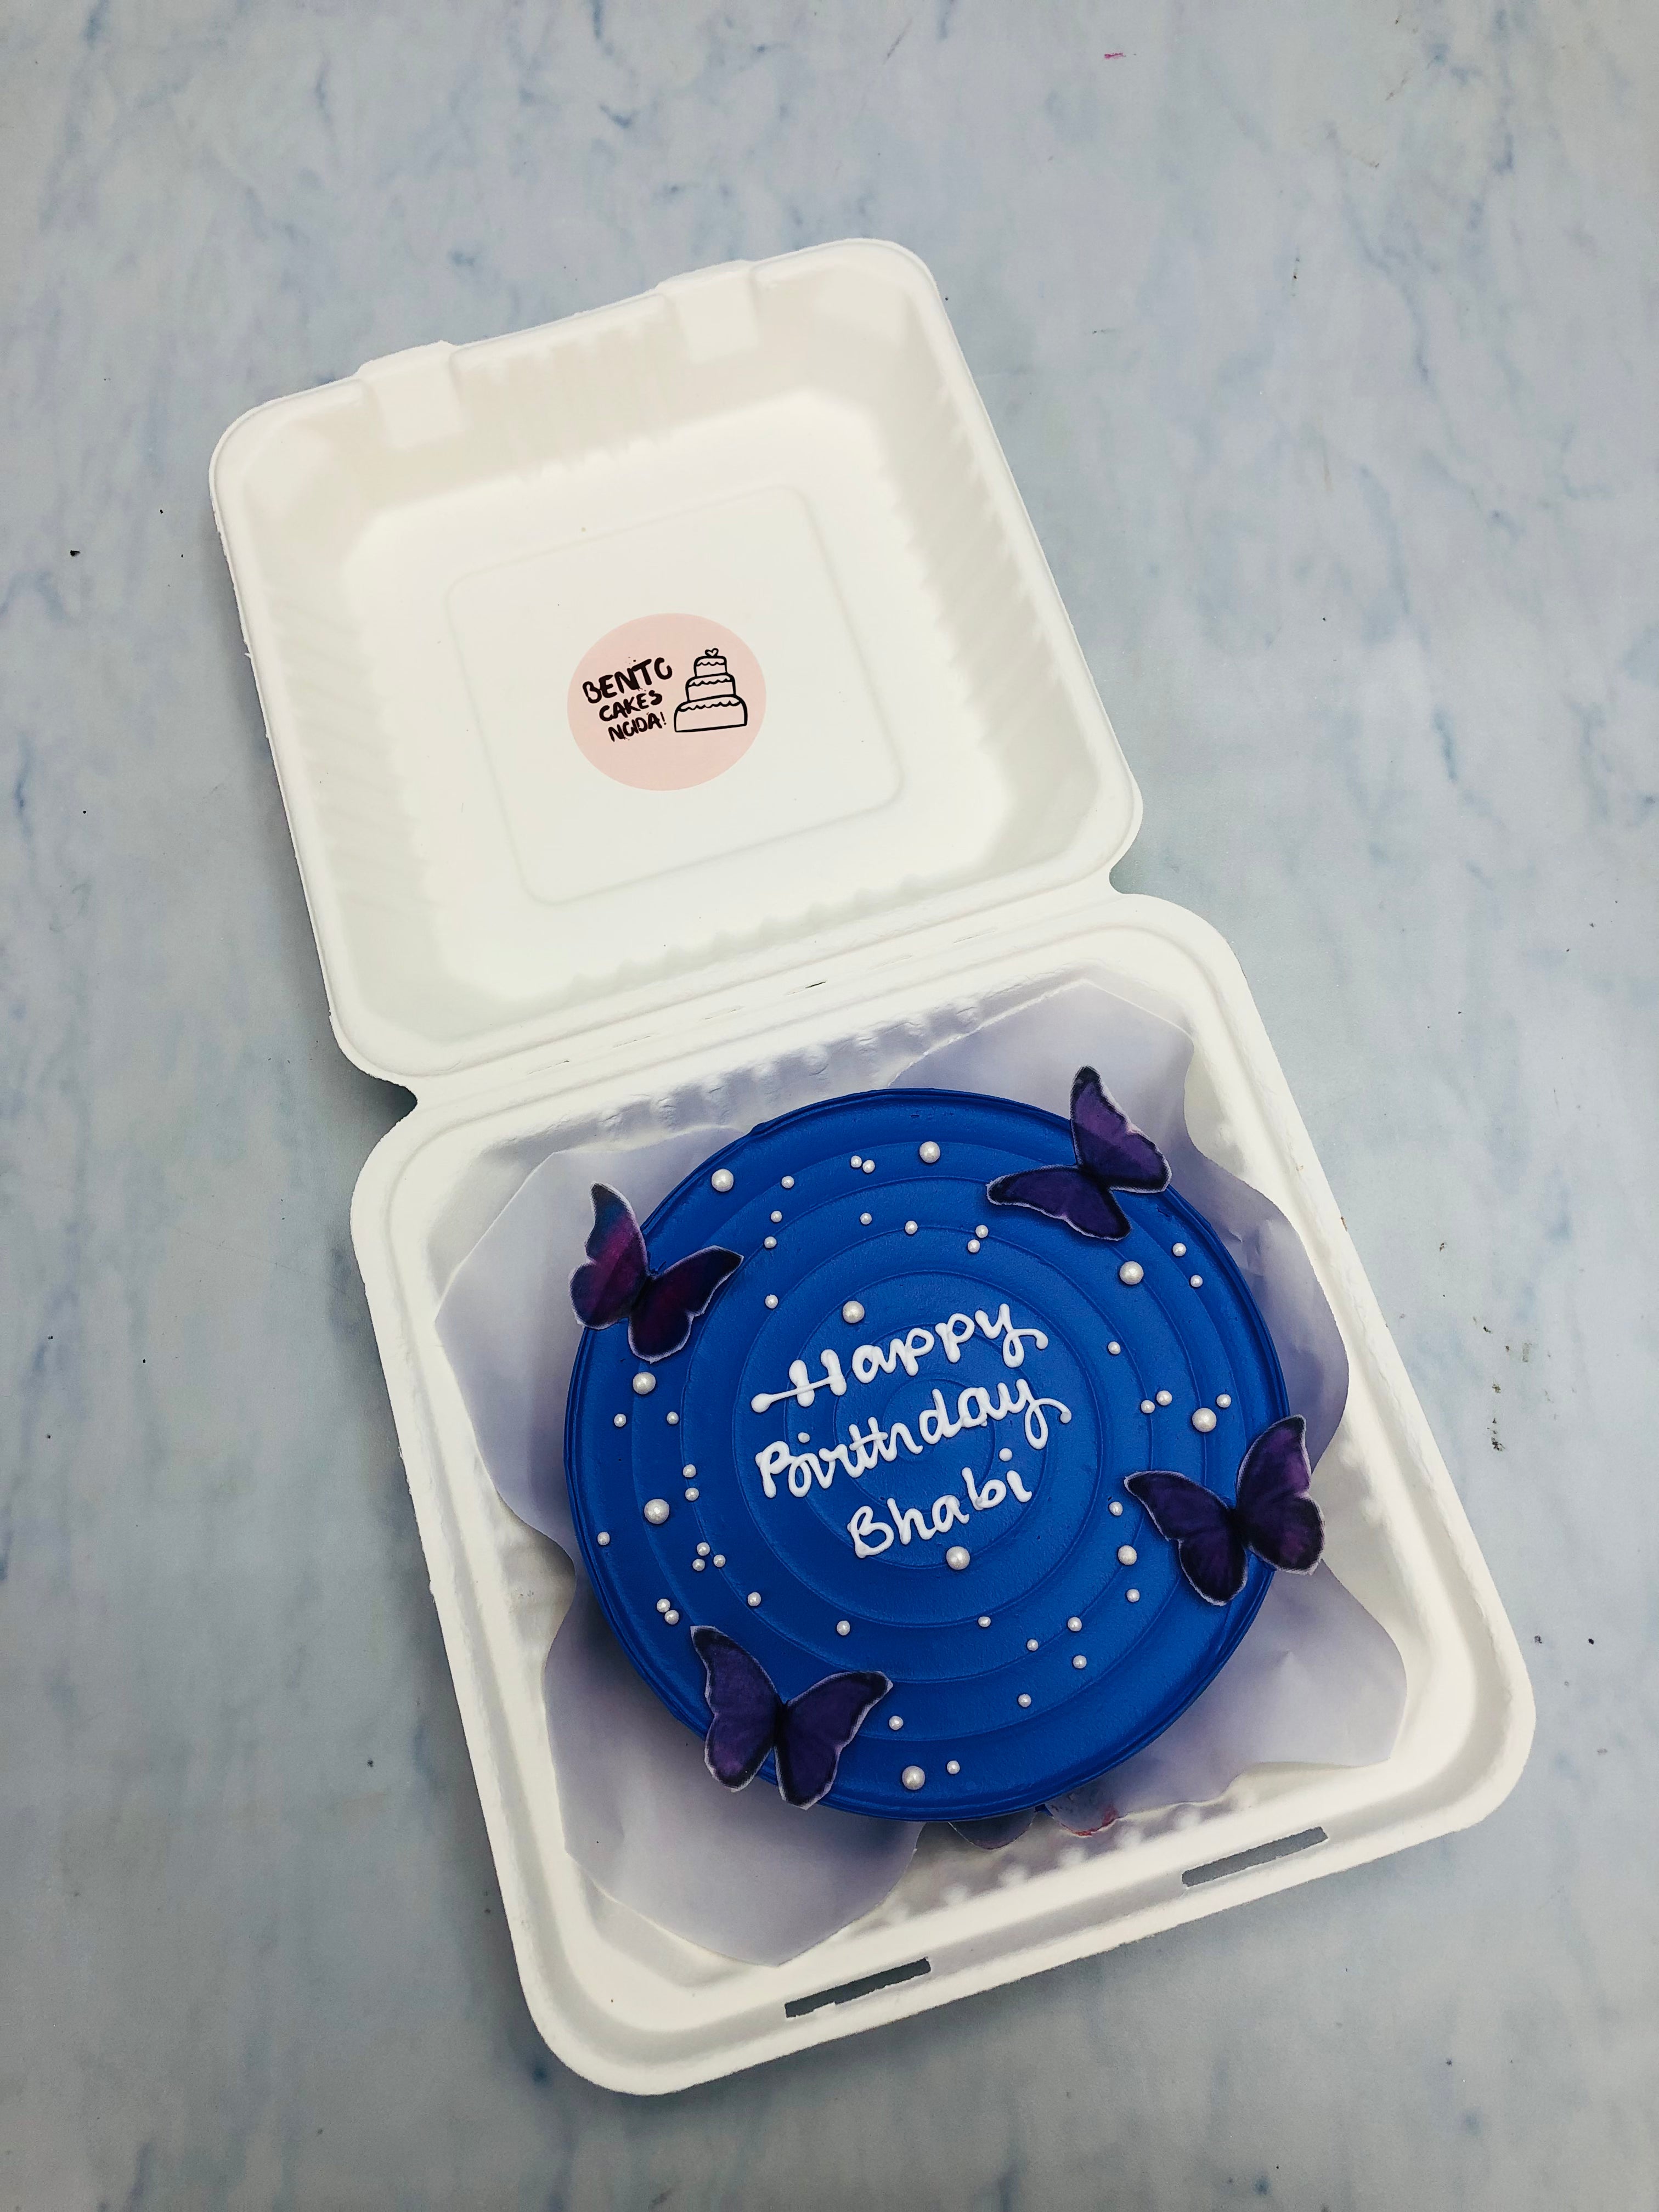 BENTO
CAKES
NOIDA!
Happy
Birthday
Bhabi